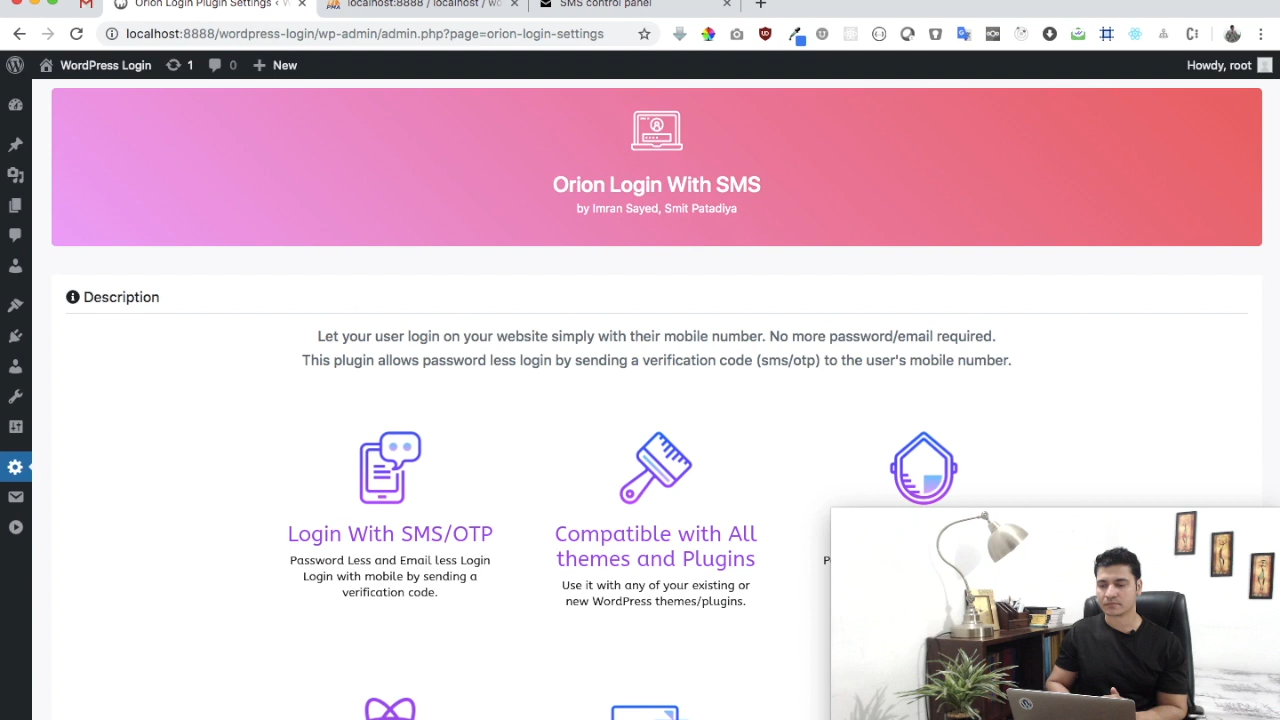 Orion Login Plugin Settings ‹ W
localhost:8888 / localhost / wo
SMS control panel
localhost:8888/wordpress-login/wp-admin/admin.php?page=orion-login-settings
WordPress Login
1
0
New
Howdy, root
Orion Login With SMS
by Imran Sayed, Smit Patadiya
Description
Let your user login on your website simply with their mobile number. No more password/email required.
This plugin allows password less login by sending a verification code (sms/otp) to the user's mobile number.
Login With SMS/OTP
Password Less and Email less Login
Login with mobile by sending a
verification code.
Compatible with All
themes and Plugins
Use it with any of your existing or
new WordPress themes/plugins.